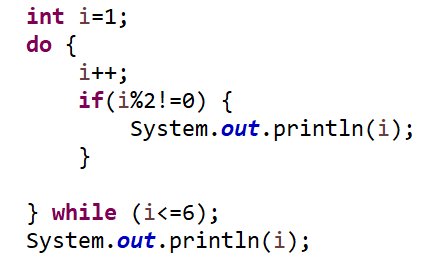 int i=1;
do {
    i++;
    if(i%2!=0) {
        System.out.println(i);
    }

} while (i<=6);
System.out.println(i);